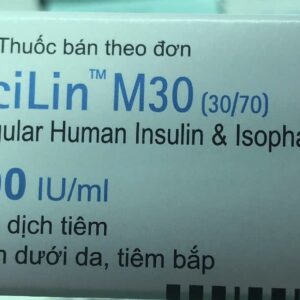 Thuốc bán theo đơn
ciLin™ M30 (30/70)
gular Human Insulin & Isopha
00 IU/ml
dịch tiêm
dưới da, tiêm bắp